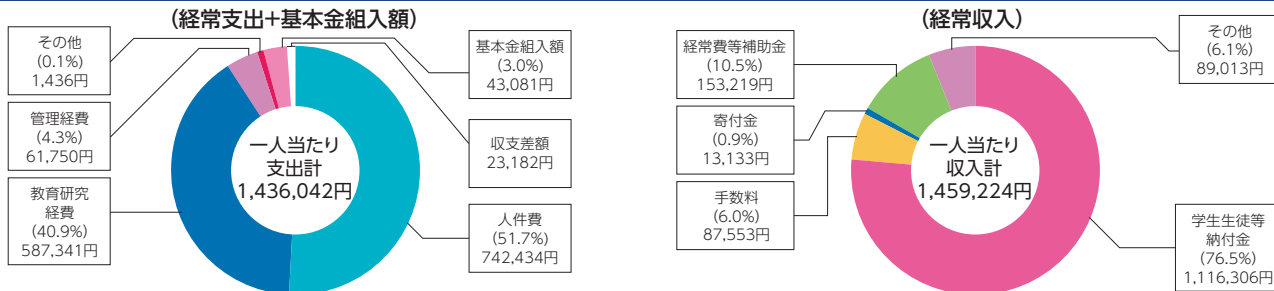 (経常支出+基本金組入額)
その他
(0.1%)
1,436円
管理経費
(4.3%)
61,750円
教育研究
経費
(40.9%)
587,341円
一人当たり
支出計
1,436,042円
基本金組入額
(3.0%)
43,081円
収支差額
23,182円
人件費
(51.7%)
742,434円
(経常収入)
経常費等補助金
(10.5%)
153,219円
寄付金
(0.9%)
13,133円
手数料
(6.0%)
87,553円
一人当たり
収入計
1,459,224円
その他
(6.1%)
89,013円
学生生徒等
納付金
(76.5%)
1,116,306円